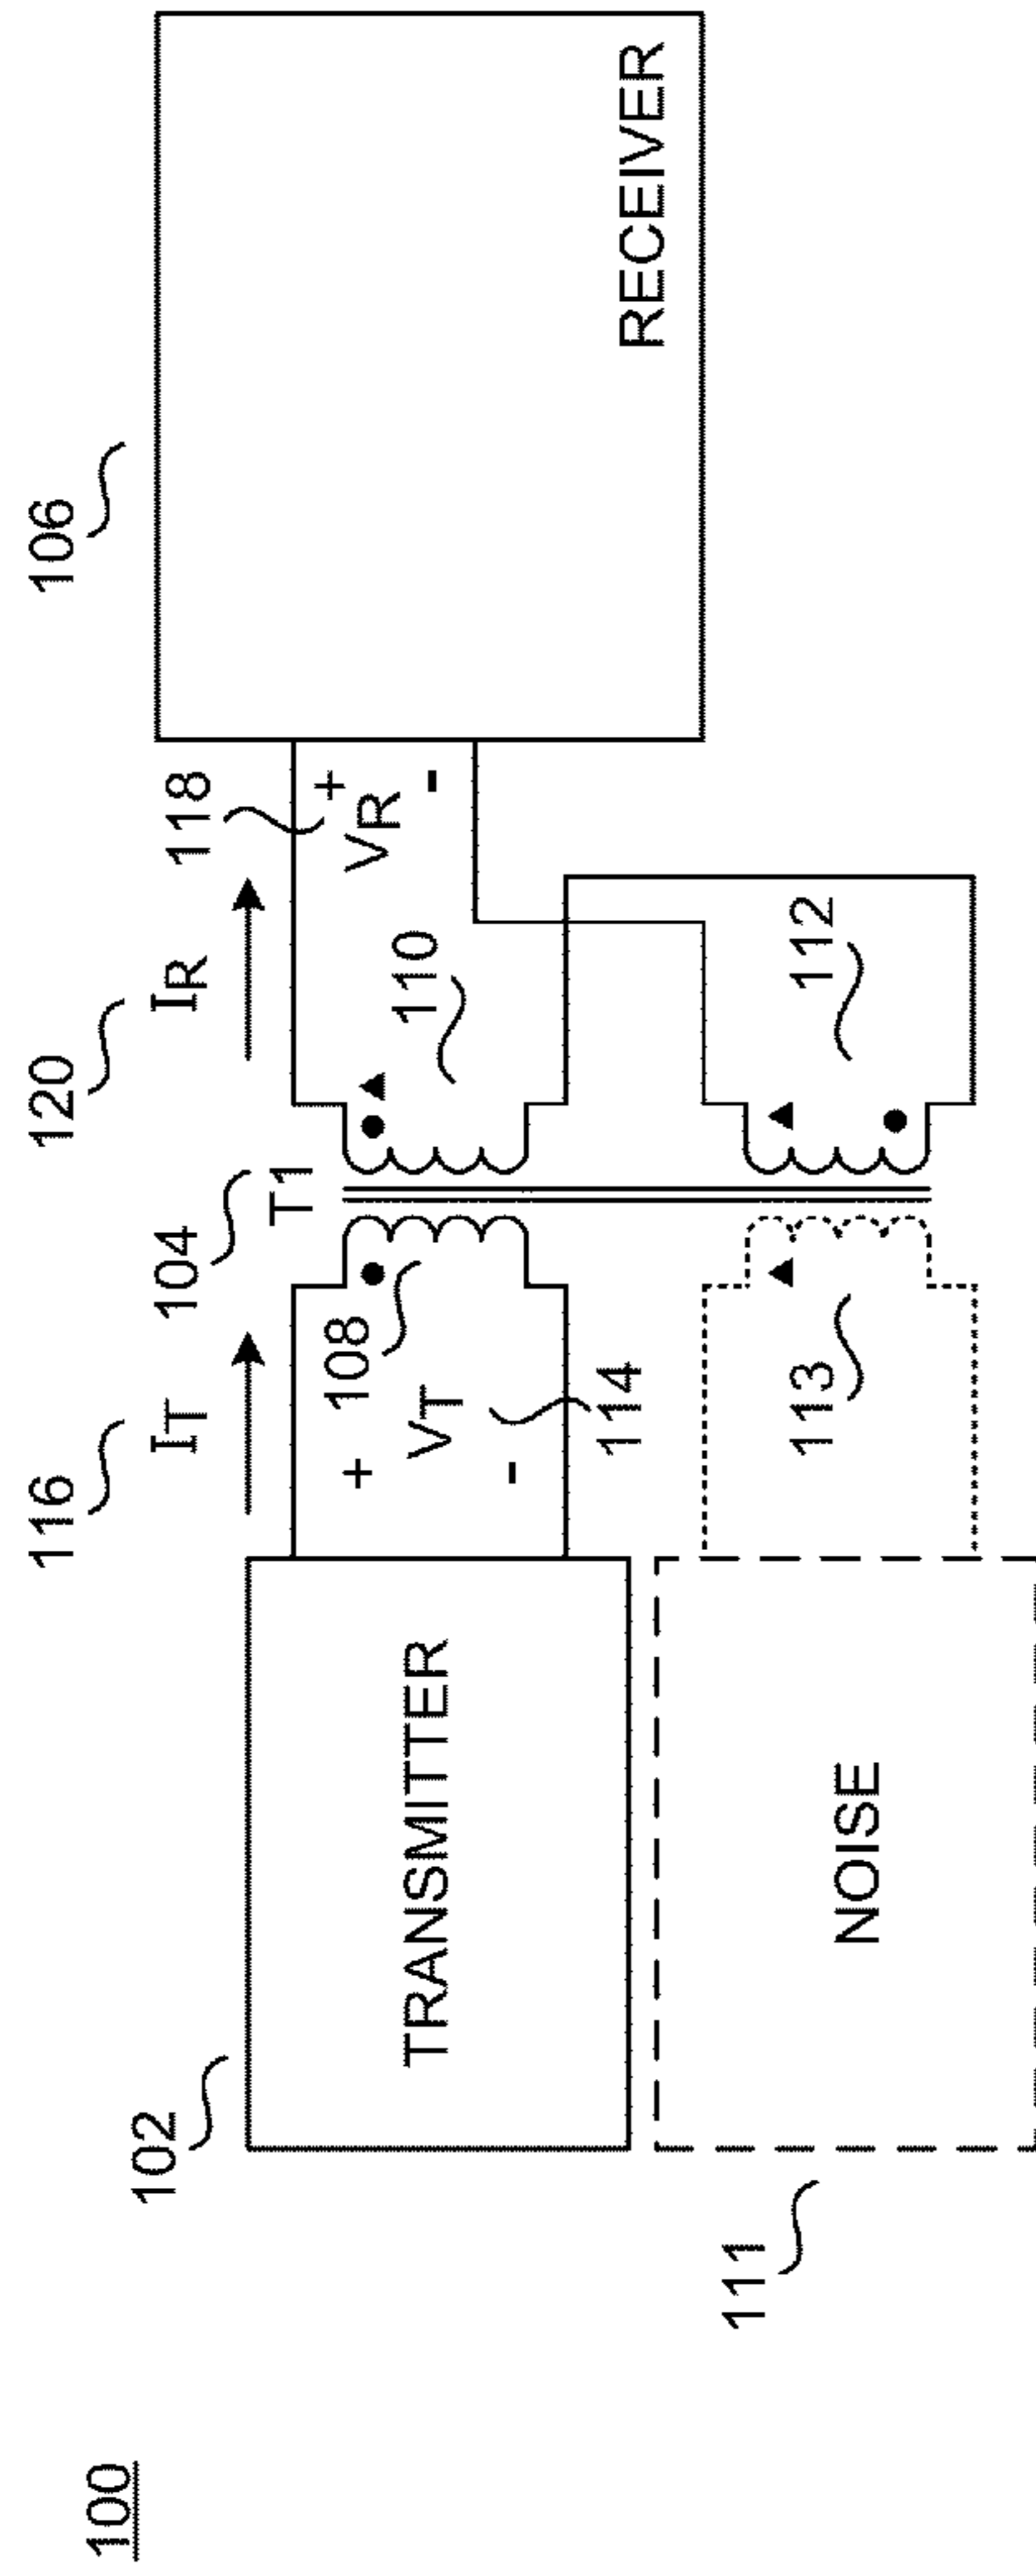 100
116
120
106
IT
IR
102
104
118
T1
+
108
110
+
VT
VR
-
-
TRANSMITTER
114
RECEIVER
111
113
112
NOISE